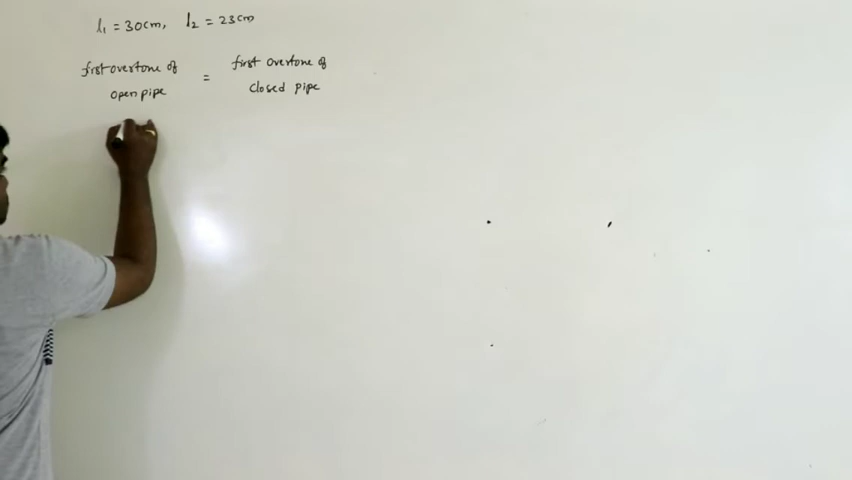 l₁ = 30cm, l₂ = 23cm
first overtone of = first overtone of
open pipe closed pipe